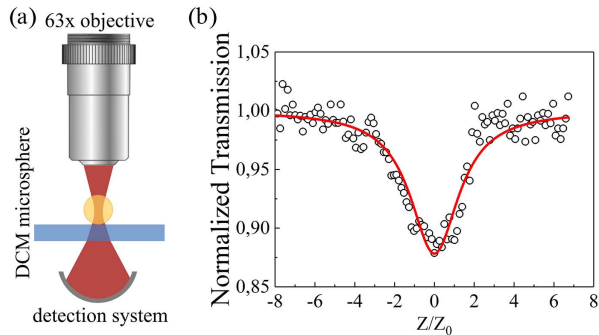 (a)
63x objective
DCM microsphere
detection system
(b)
Normalized Transmission
1,05
1,00
0,95
0,90
0,85
-8 -6 -4 -2 0 2 4 6 8
Z/Z0